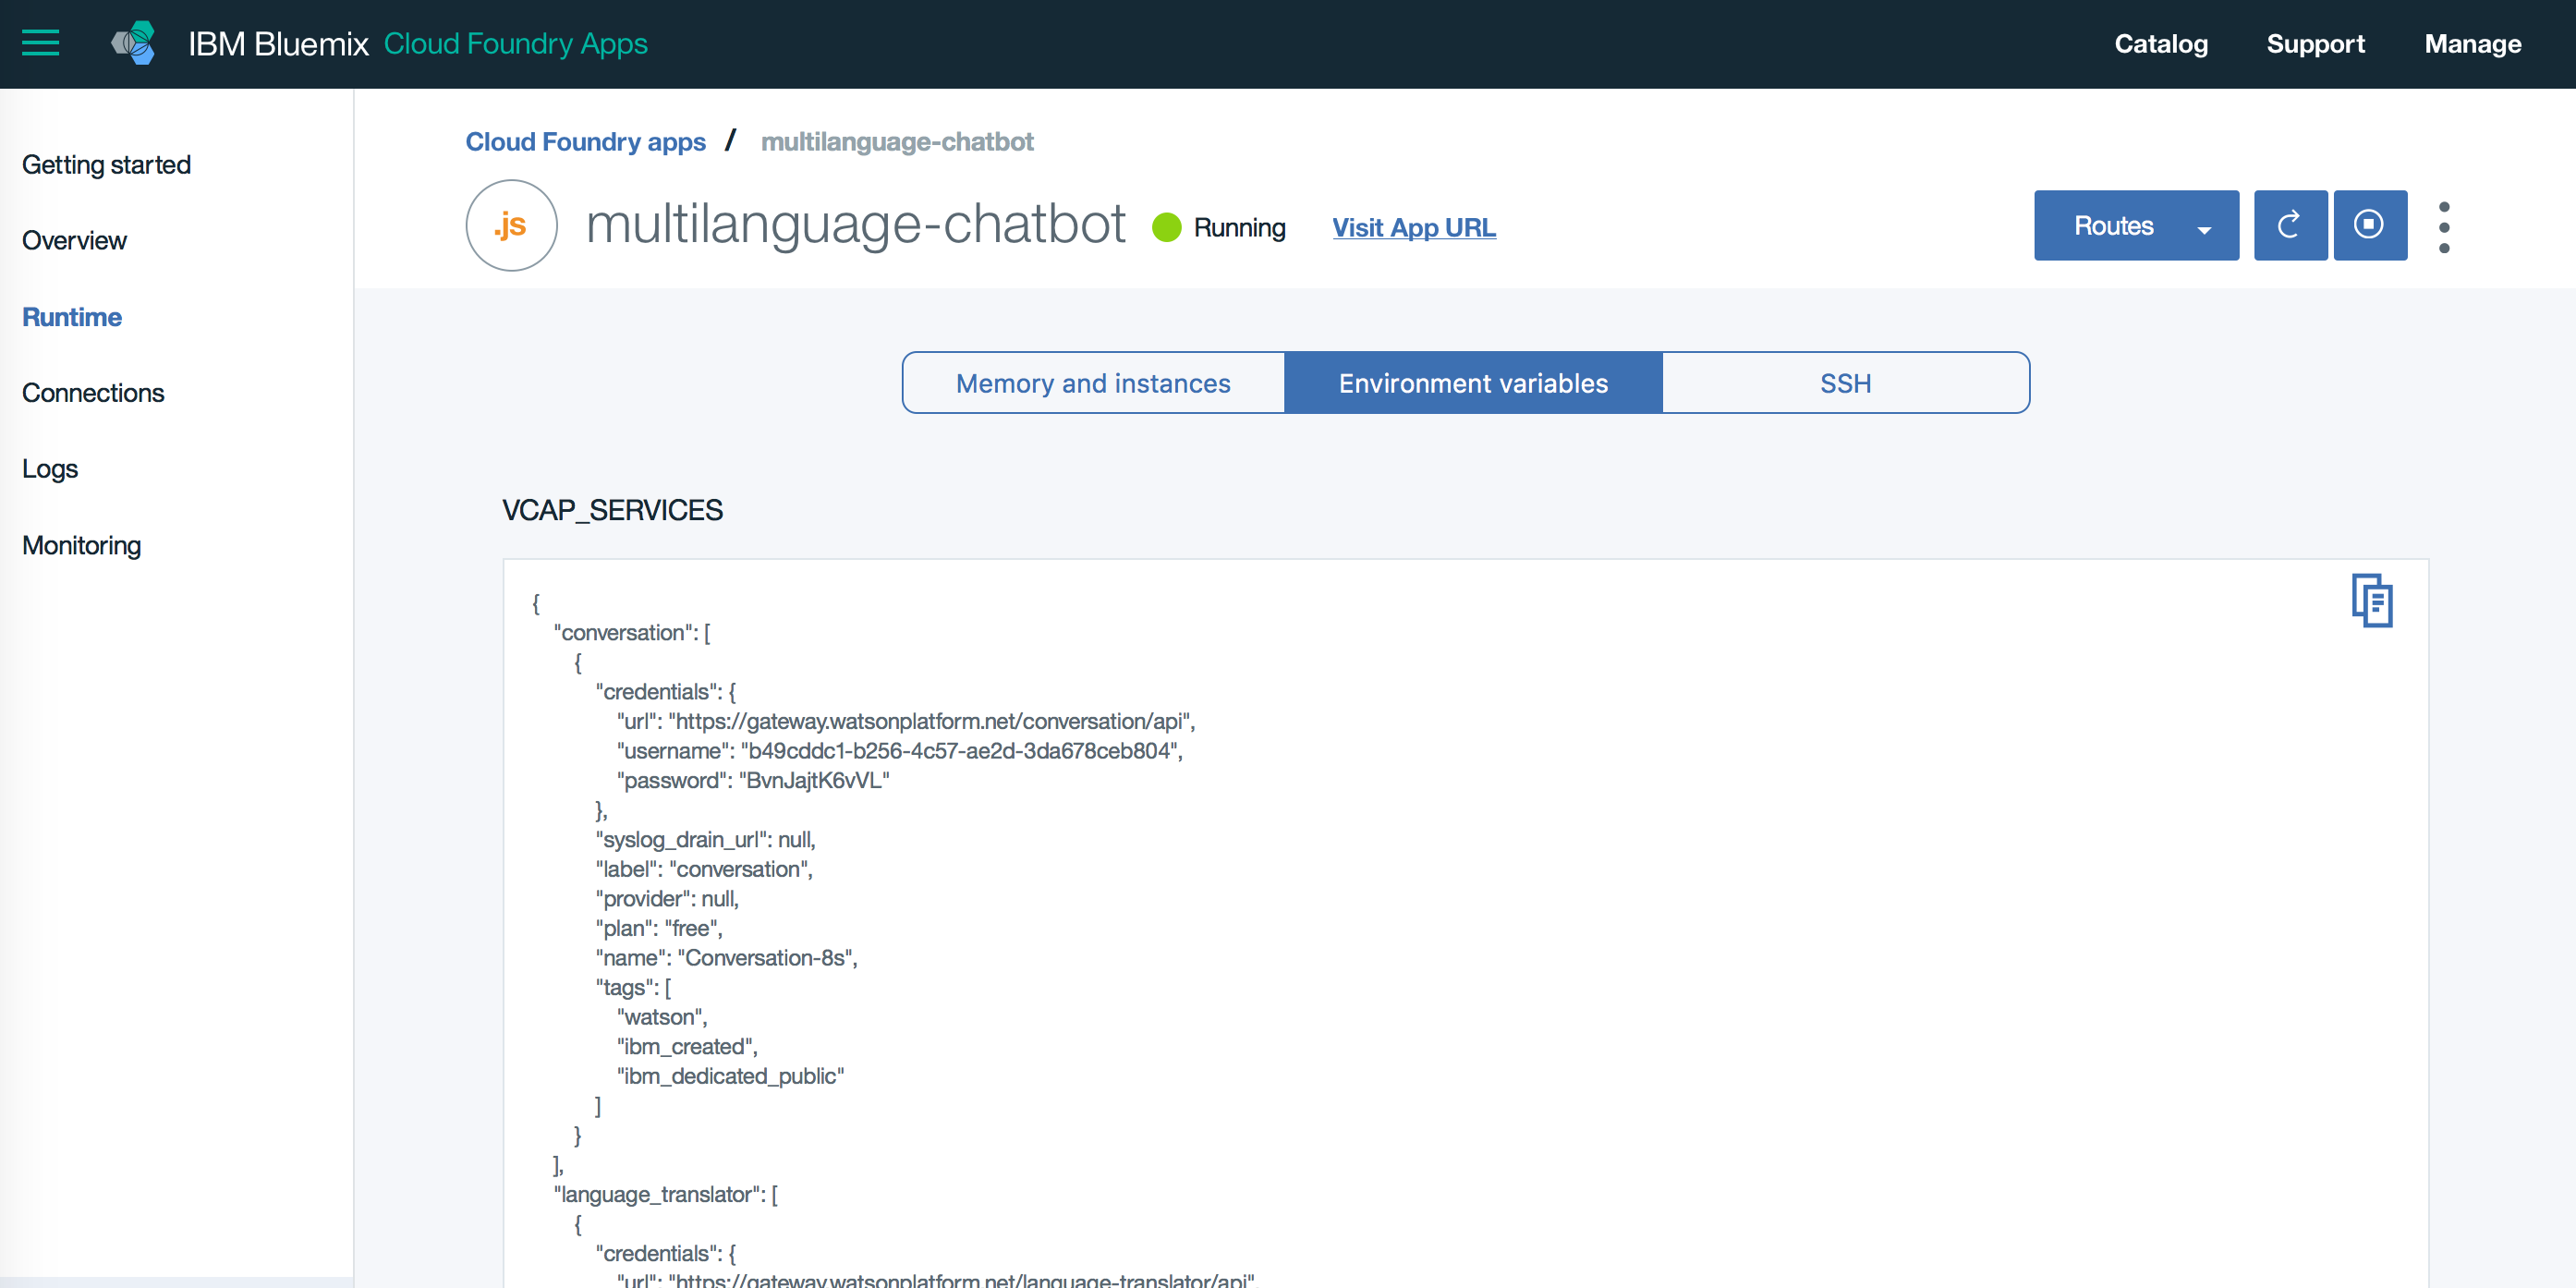 IBM Bluemix Cloud Foundry Apps Catalog Support Manage
Getting started
Overview
Runtime
Connections
Logs
Monitoring
Cloud Foundry apps / multilanguage-chatbot
.js multilanguage-chatbot Running Visit App URL Routes
Memory and instances Environment variables SSH
VCAP_SERVICES
{
"conversation": [
{
"credentials": {
"url": "https://gateway.watsonplatform.net/conversation/api",
"username": "b49cddc1-b256-4c57-ae2d-3da678ceb804",
"password": "BvnJajtK6vVL"
},
"syslog_drain_url": null,
"label": "conversation",
"provider": null,
"plan": "free",
"name": "Conversation-8s",
"tags": [
"watson",
"ibm_created",
"ibm_dedicated_public"
]
}
],
"language_translator": [
{
"credentials": {
"url": "https://gateway.watsonplatform.net/language-translator/api",